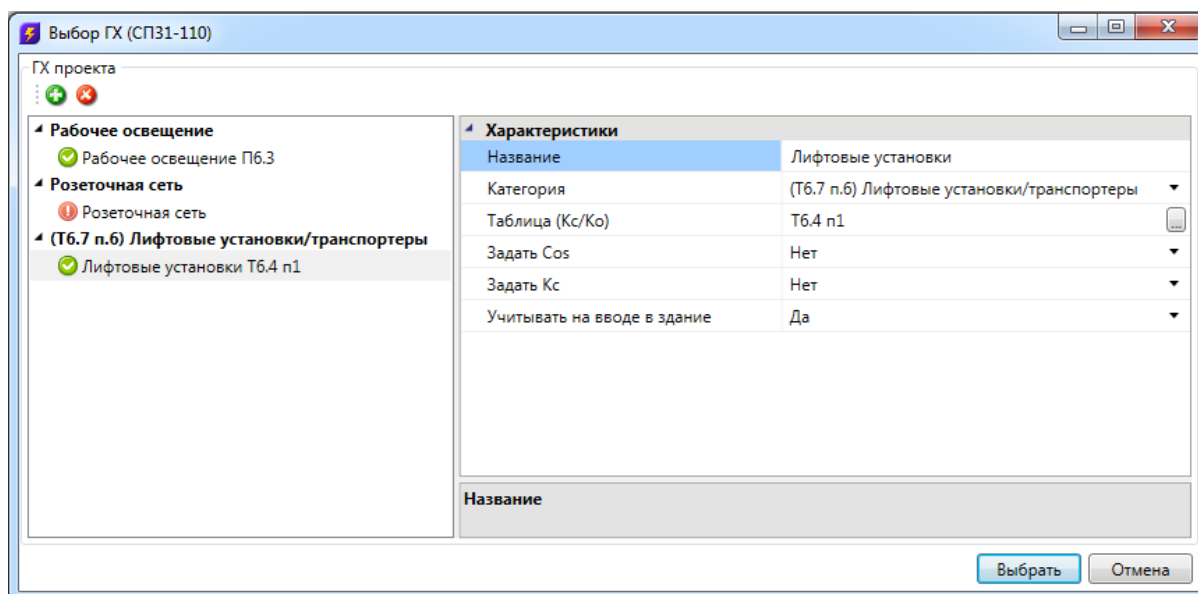 Выбор ГХ (СП31-110)
ГХ проекта
Рабочее освещение
Рабочее освещение П6.3
Розеточная сеть
Розеточная сеть
(Т6.7 п.6) Лифтовые установки/транспортеры
Лифтовые установки Т6.4 п1
Характеристики
Название Лифтовые установки
Категория (Т6.7 п.6) Лифтовые установки/транспортеры
Таблица (Кс/Ко) Т6.4 п1 ...
Задать Cos Нет
Задать Кс Нет
Учитывать на вводе в здание Да
Название
Выбрать Отмена